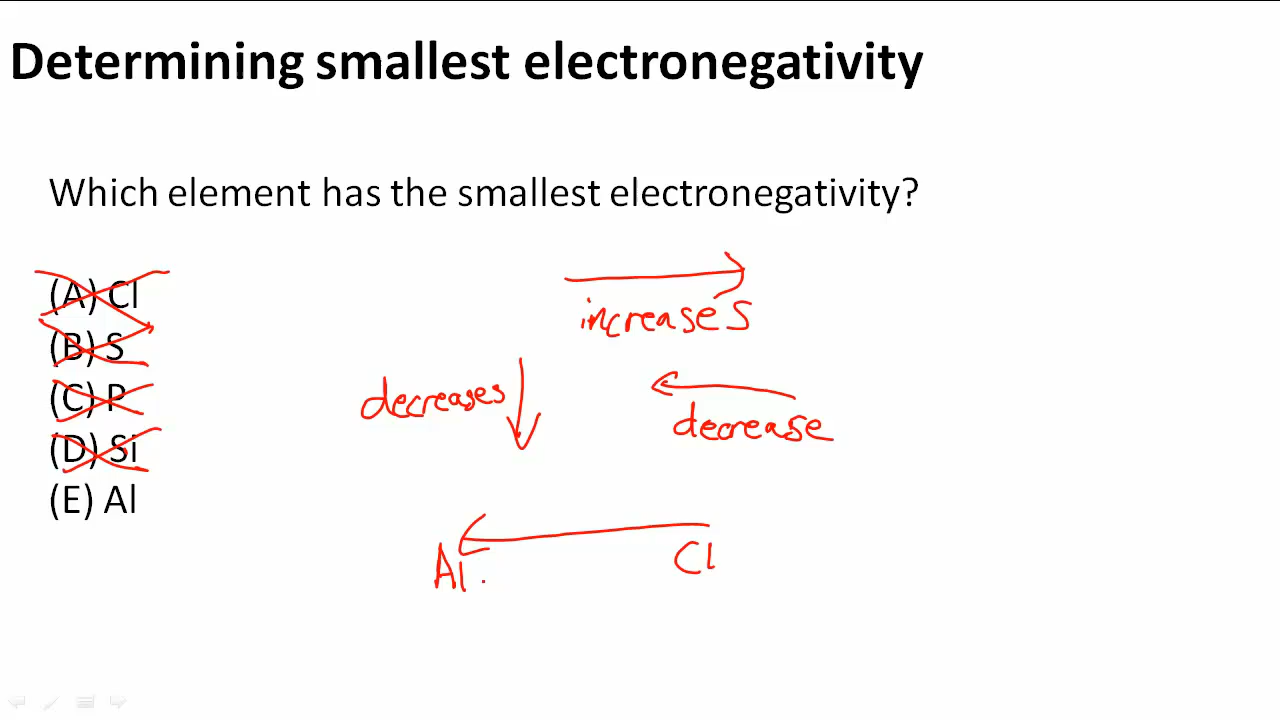 Determining smallest electronegativity
Which element has the smallest electronegativity?
(A) Cl
(B) S
(C) P
(D) Si
(E) Al
increases
decreases
decrease
Al
Cl